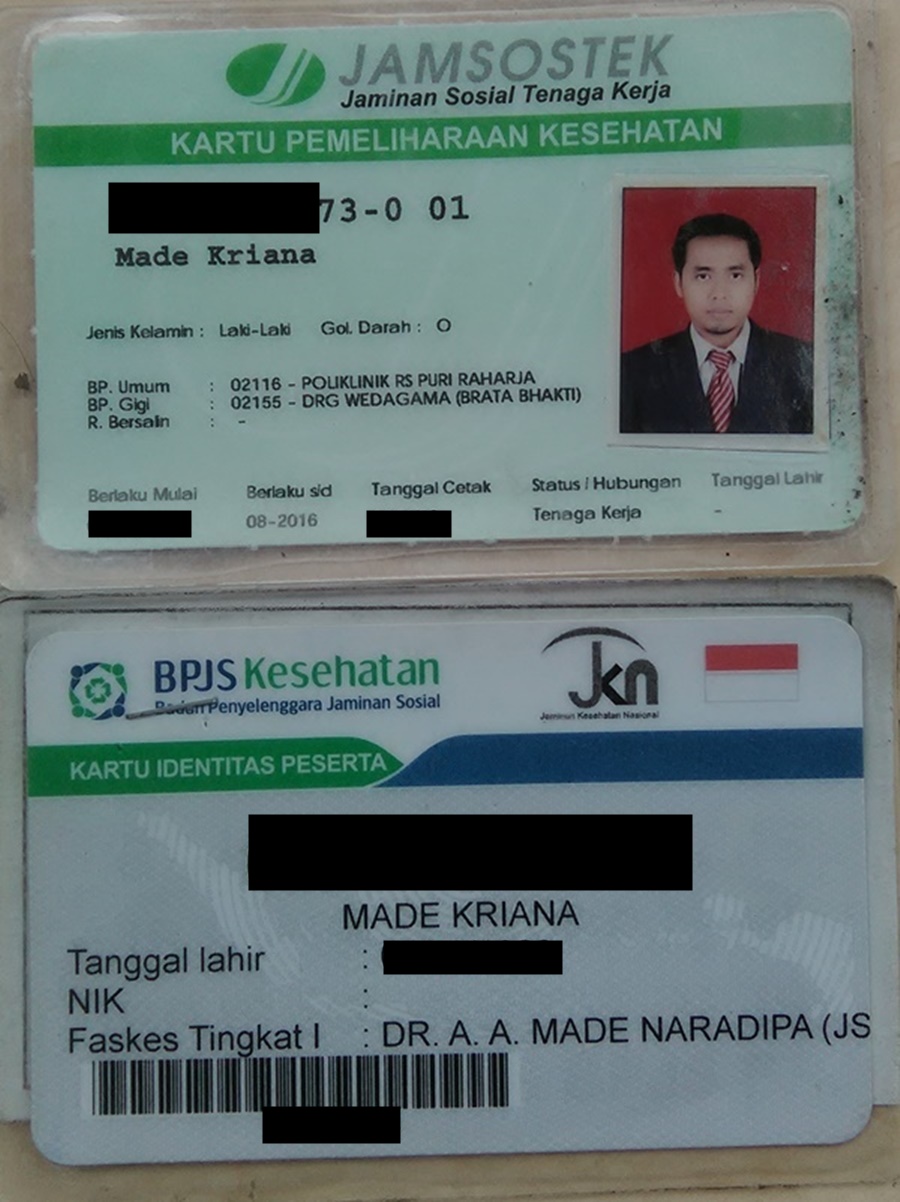 JAMSOSTEK
Jaminan Sosial Tenaga Kerja
KARTU PEMELIHARAAN KESEHATAN
73-0 01
Made Kriana
Jenis Kelamin : Laki-Laki Gol. Darah : O
BP. Umum : 02116 - POLIKLINIK RS PURI RAHARJA
BP. Gigi : 02155 - DRG WEDAGAMA (BRATA BHAKTI)
R. Bersalin : -
Berlaku Mulai Berlaku s/d Tanggal Cetak Status / Hubungan Tanggal Lahir
08-2016 Tenaga Kerja -
BPJS Kesehatan
Badan Penyelenggara Jaminan Sosial
jkn
Jaminan Kesehatan Nasional
KARTU IDENTITAS PESERTA
MADE KRIANA
Tanggal lahir :
NIK :
Faskes Tingkat I : DR. A. A. MADE NARADIPA (JS